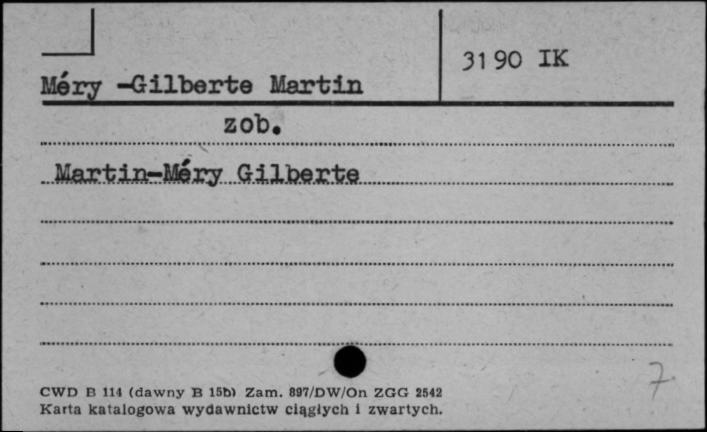 3190 IK
Méry -Gilberte Martin
zob.
Martin-Méry Gilberte
7
CWD B 114 (dawny B 15b) Zam. 897/DW/On ZGG 2542
Karta katalogowa wydawnictw ciągłych i zwartych.